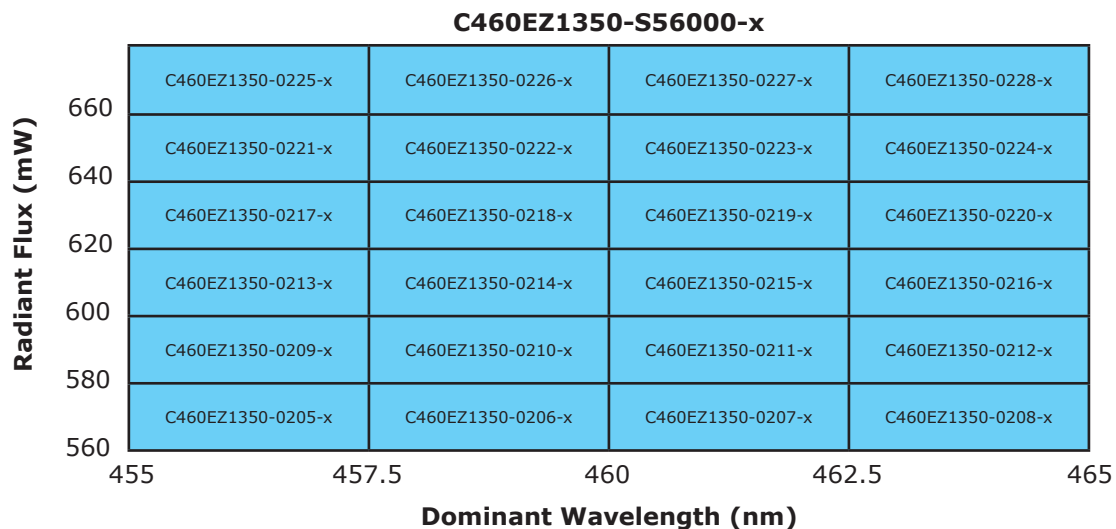 C460EZ1350-S56000-x
C460EZ1350-0225-x C460EZ1350-0226-x C460EZ1350-0227-x C460EZ1350-0228-x
660
C460EZ1350-0221-x C460EZ1350-0222-x C460EZ1350-0223-x C460EZ1350-0224-x
640
C460EZ1350-0217-x C460EZ1350-0218-x C460EZ1350-0219-x C460EZ1350-0220-x
620
C460EZ1350-0213-x C460EZ1350-0214-x C460EZ1350-0215-x C460EZ1350-0216-x
600
C460EZ1350-0209-x C460EZ1350-0210-x C460EZ1350-0211-x C460EZ1350-0212-x
580
C460EZ1350-0205-x C460EZ1350-0206-x C460EZ1350-0207-x C460EZ1350-0208-x
560
Radiant Flux (mW)
455 457.5 460 462.5 465
Dominant Wavelength (nm)